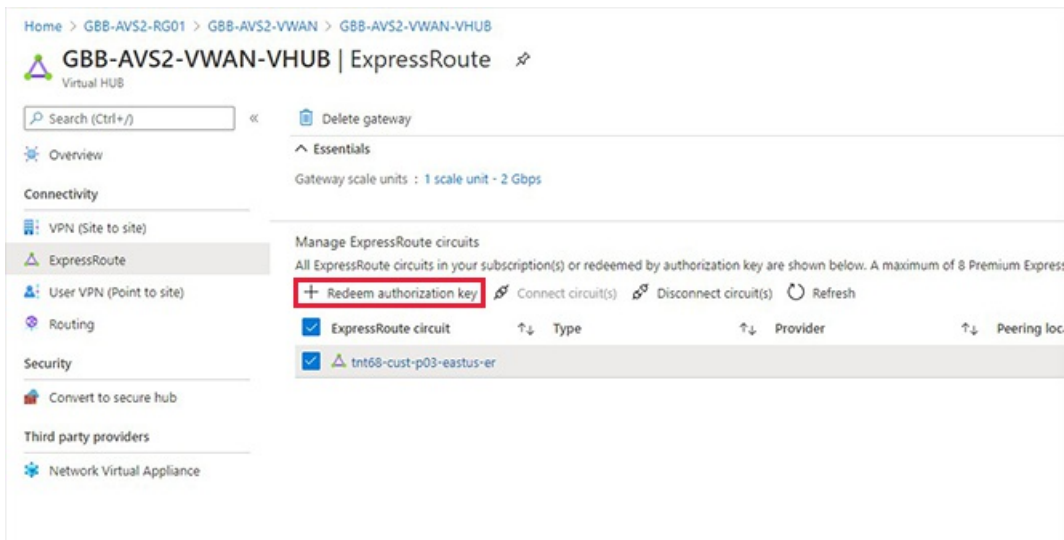 Home > GBB-AVS2-RG01 > GBB-AVS2-VWAN > GBB-AVS2-VWAN-VHUB
GBB-AVS2-VWAN-VHUB | ExpressRoute
Virtual HUB
Search (Ctrl+/)
«
Delete gateway
Overview
Essentials
Gateway scale units : 1 scale unit - 2 Gbps
Connectivity
VPN (Site to site)
ExpressRoute
User VPN (Point to site)
Routing
Security
Convert to secure hub
Third party providers
Network Virtual Appliance
Manage ExpressRoute circuits
All ExpressRoute circuits in your subscription(s) or redeemed by authorization key are shown below. A maximum of 8 Premium Express
+ Redeem authorization key Connect circuit(s) Disconnect circuit(s) Refresh
ExpressRoute circuit ↑↓ Type ↑↓ Provider ↑↓ Peering loc
tnt68-cust-p03-eastus-er